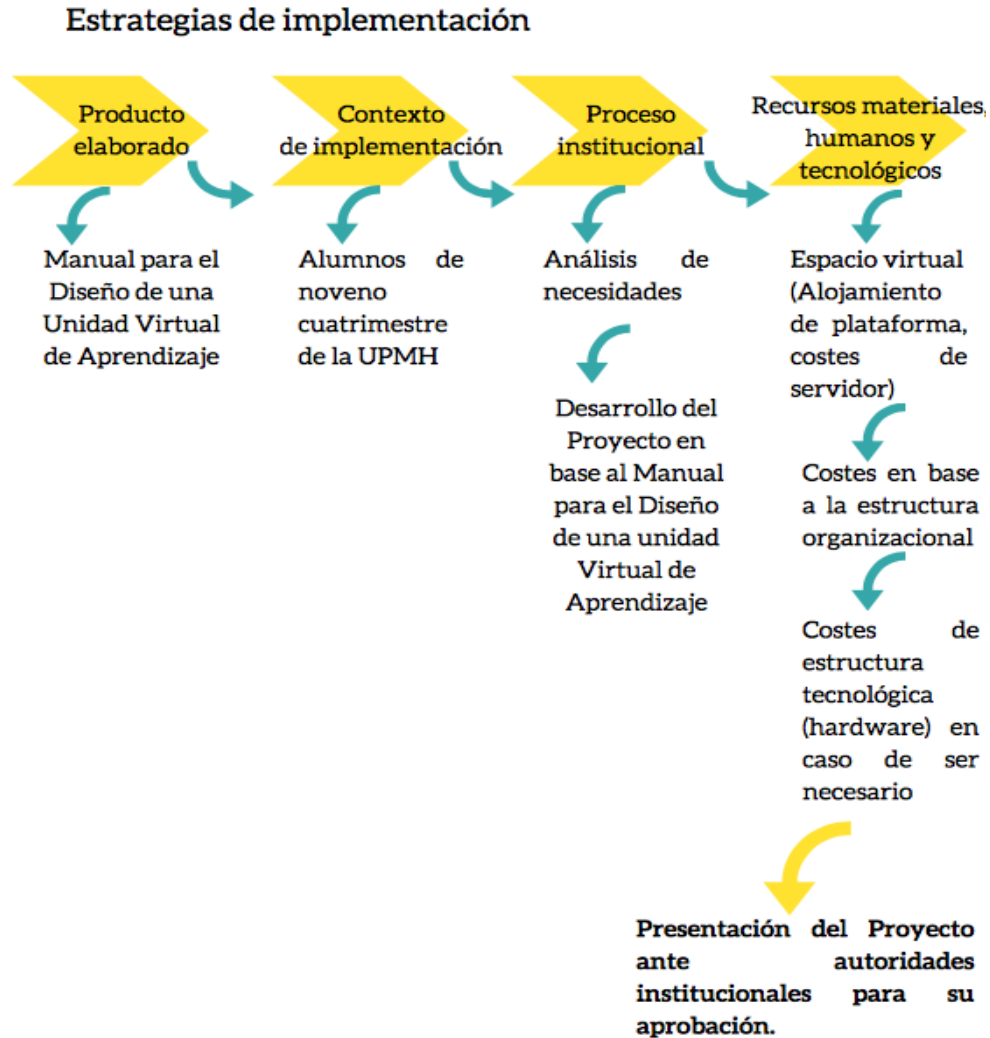 Estrategias de implementación
Producto
elaborado
Contexto
de implementación
Proceso
institucional
Recursos materiales,
humanos y
tecnológicos
Manual para el
Diseño de una
Unidad Virtual
de Aprendizaje
Alumnos de
noveno
cuatrimestre
de la UPMH
Análisis de
necesidades
Desarrollo del
Proyecto en
base al Manual
para el Diseño
de una unidad
Virtual de
Aprendizaje
Espacio virtual
(Alojamiento
de plataforma,
costes de
servidor)
Costes en base
a la estructura
organizacional
Costes de
estructura
tecnológica
(hardware) en
caso de ser
necesario
Presentación del Proyecto
ante autoridades
institucionales para su
aprobación.